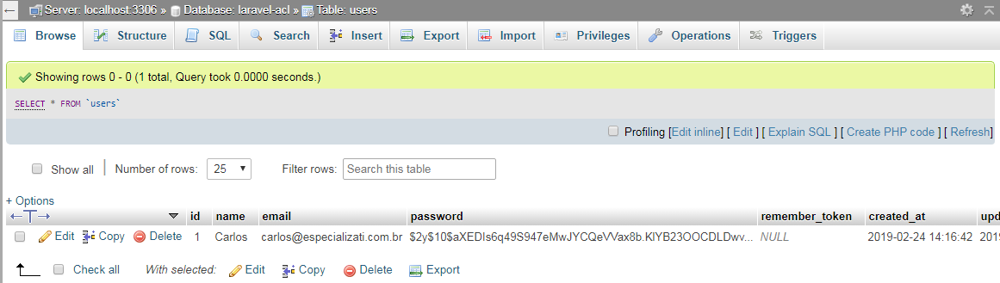 Server: localhost:3306 » Database: laravel-acl » Table: users
Browse Structure SQL Search Insert Export Import Privileges Operations Triggers
Showing rows 0 - 0 (1 total, Query took 0.0000 seconds.)
SELECT * FROM `users`
Profiling [Edit inline] [ Edit ] [ Explain SQL ] [ Create PHP code ] [ Refresh]
Show all | Number of rows: 25 Filter rows: Search this table
+ Options
←T→ id name email password remember_token created_at upd
Edit Copy Delete 1 Carlos carlos@especializati.com.br $2y$10$aXEDIs6q49S947eMwJYCQeVVax8b.KlYB23OOCDLDwv... NULL 2019-02-24 14:16:42 2019
Check all With selected: Edit Copy Delete Export